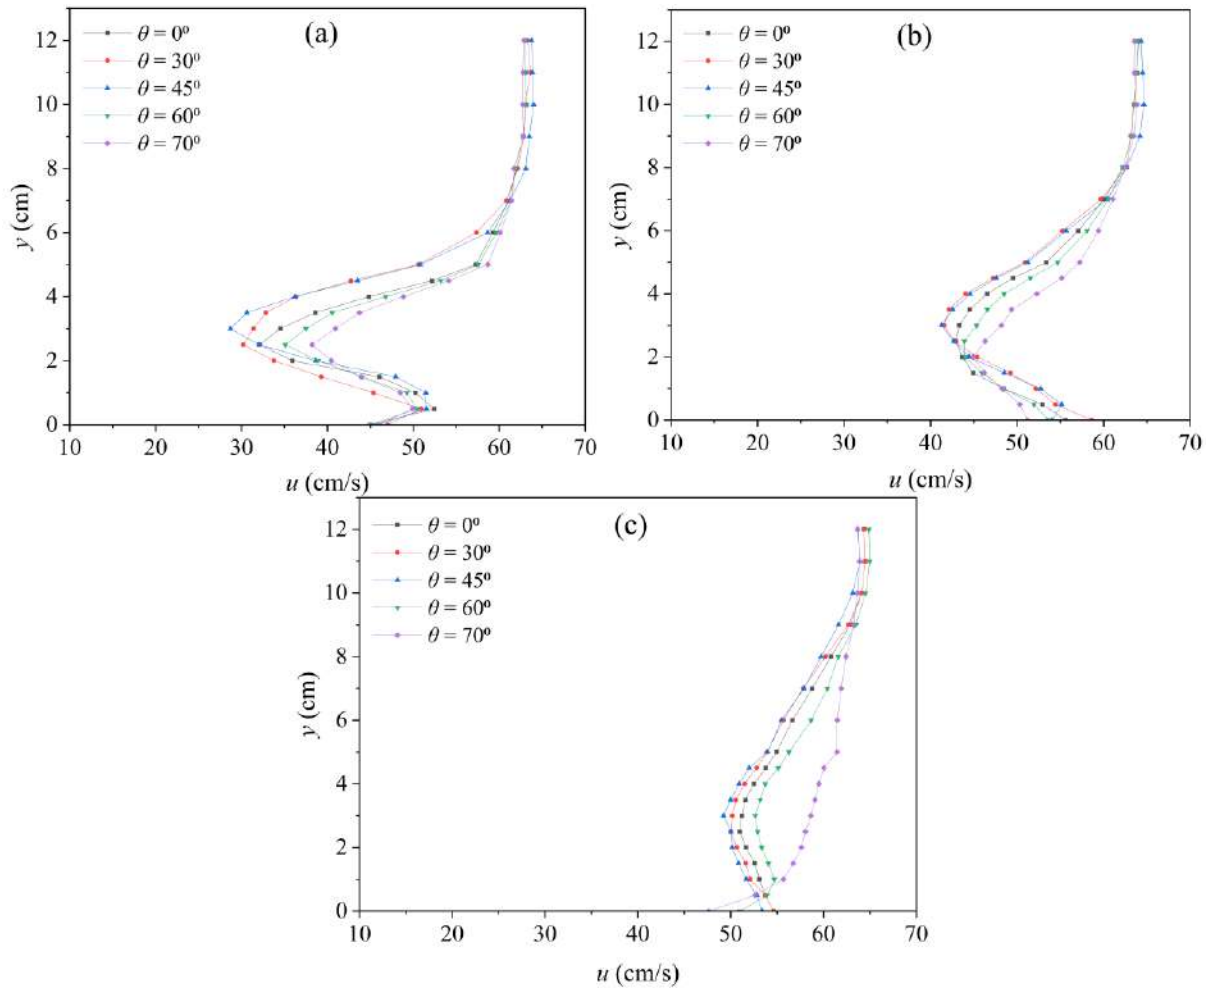 (a)
θ = 0⁰
θ = 30⁰
θ = 45⁰
θ = 60⁰
θ = 70⁰
12
10
8
6
4
2
0
y (cm)
10 20 30 40 50 60 70
u (cm/s)
(b)
θ = 0⁰
θ = 30⁰
θ = 45⁰
θ = 60⁰
θ = 70⁰
12
10
8
6
4
2
0
y (cm)
10 20 30 40 50 60 70
u (cm/s)
(c)
θ = 0⁰
θ = 30⁰
θ = 45⁰
θ = 60⁰
θ = 70⁰
12
10
8
6
4
2
0
y (cm)
10 20 30 40 50 60 70
u (cm/s)